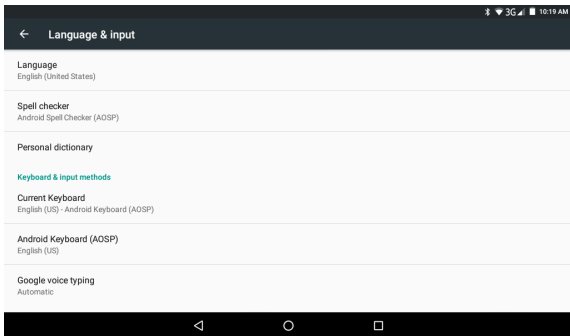 3G 10:19 AM
Language & input
Language
English (United States)
Spell checker
Android Spell Checker (AOSP)
Personal dictionary
Keyboard & input methods
Current Keyboard
English (US) - Android Keyboard (AOSP)
Android Keyboard (AOSP)
English (US)
Google voice typing
Automatic